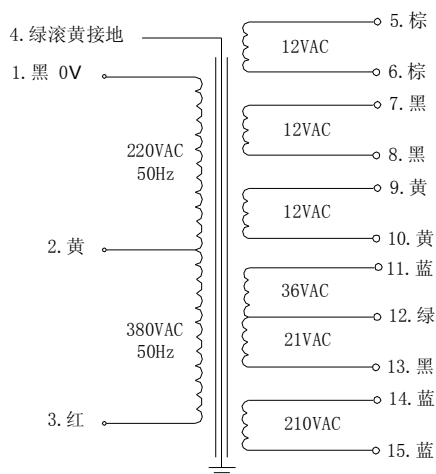 4.绿滚黄接地
1.黑 0V
220VAC
50Hz
2.黄
380VAC
50Hz
3.红
5.棕
12VAC
6.棕
7.黑
12VAC
8.黑
9.黄
12VAC
10.黄
11.蓝
36VAC
12.绿
21VAC
13.黑
14.蓝
210VAC
15.蓝